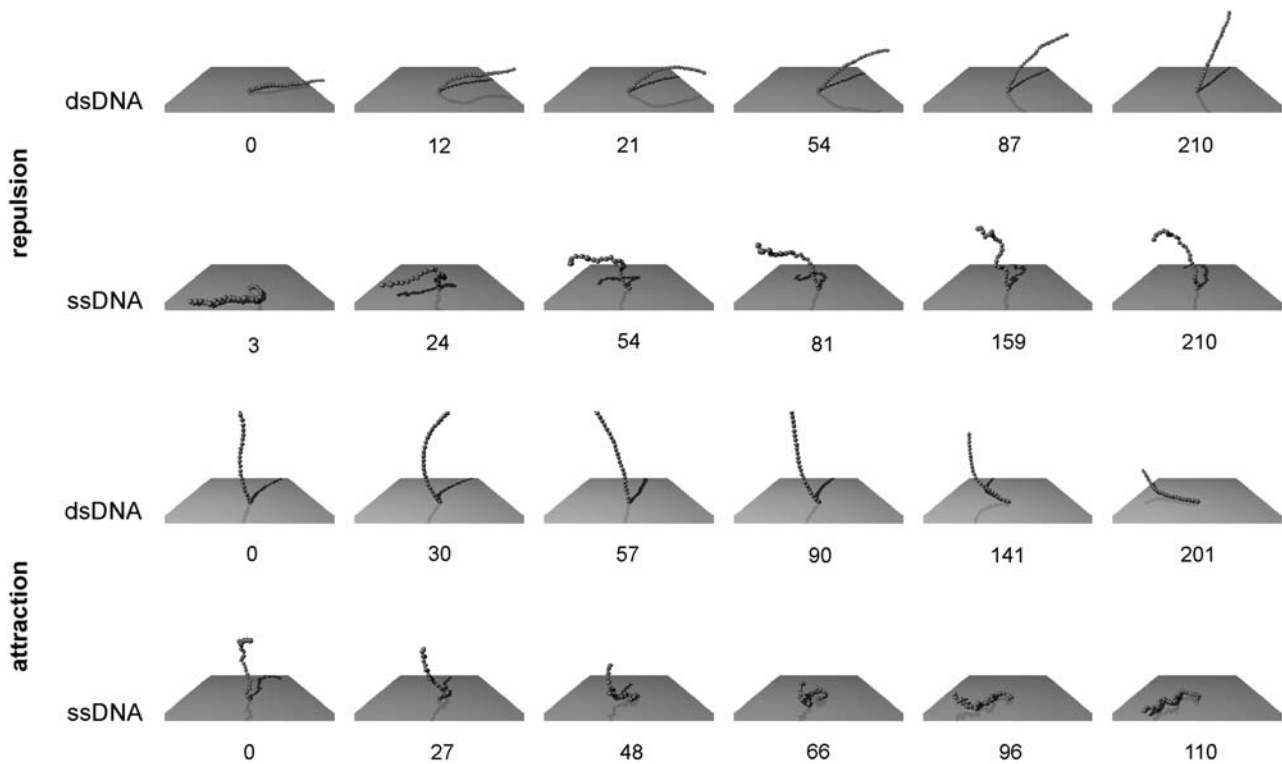 repulsion
dsDNA
0 12 21 54 87 210
ssDNA
3 24 54 81 159 210
attraction
dsDNA
0 30 57 90 141 201
ssDNA
0 27 48 66 96 110